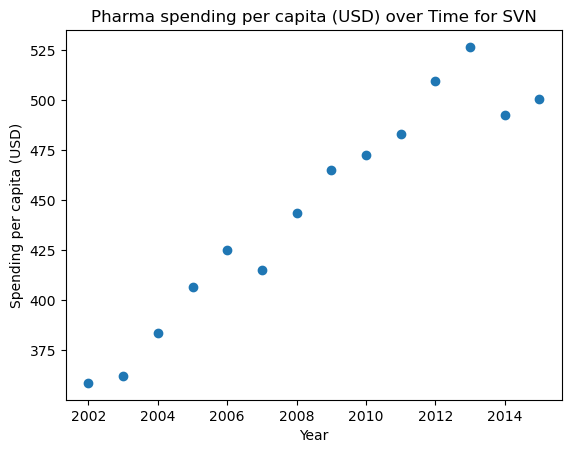 Pharma spending per capita (USD) over Time for SVN
Spending per capita (USD)
525
500
475
450
425
400
375
2002 2004 2006 2008 2010 2012 2014
Year